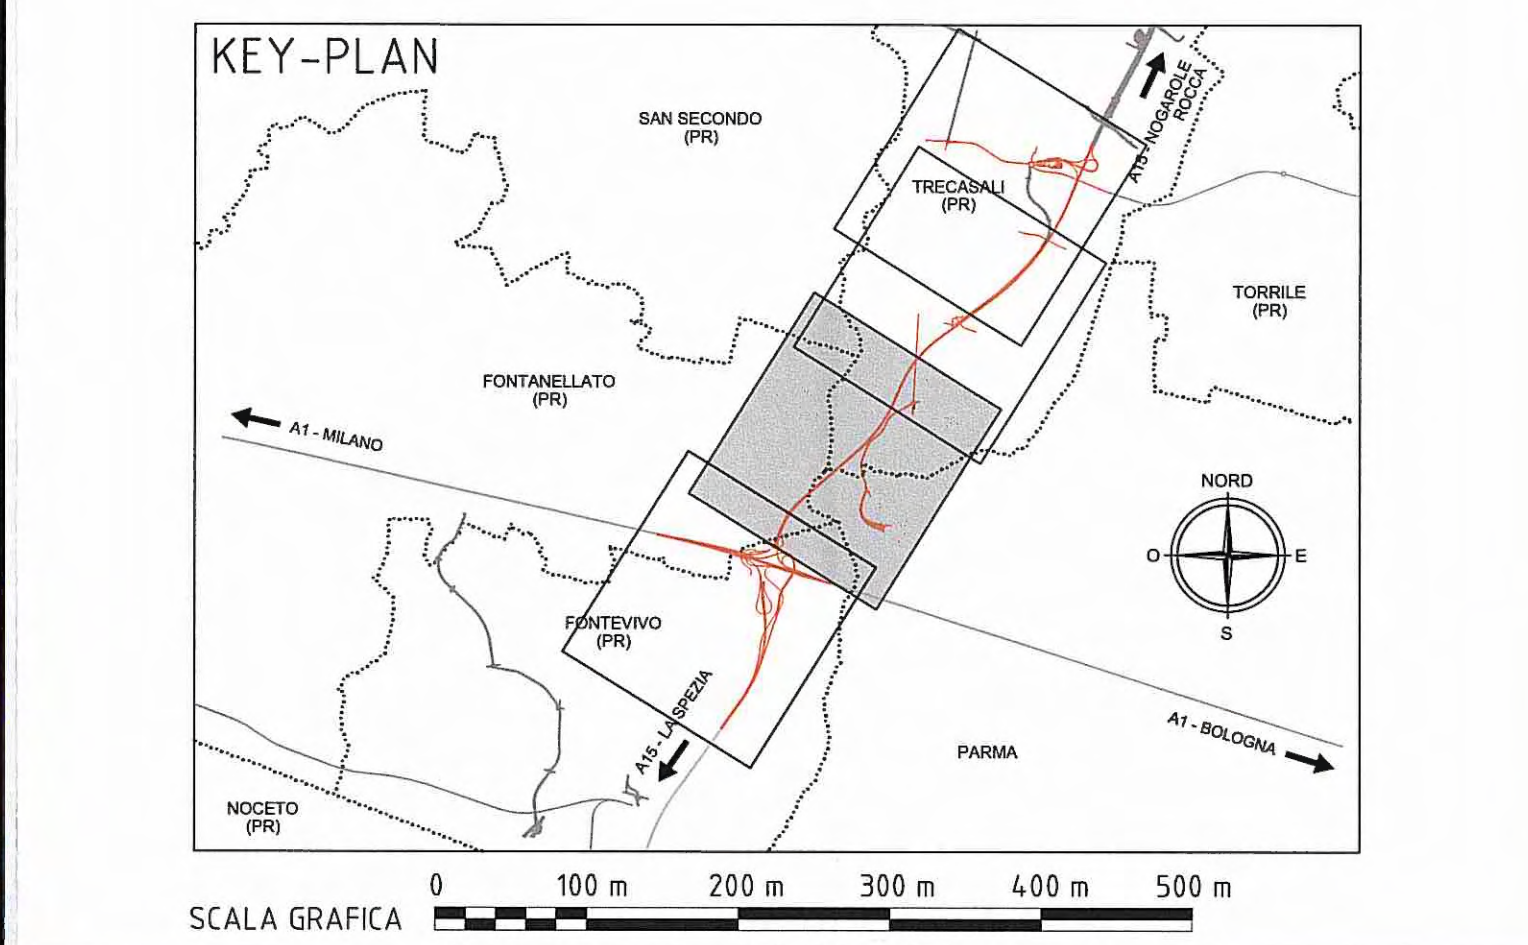 KEY-PLAN
SAN SECONDO
(PR)
A15 - NOGAROLE
ROCCA
TRECASALI
(PR)
TORRILE
(PR)
FONTANELLATO
(PR)
A1 - MILANO
NORD
O
E
S
FONTEVIVO
(PR)
A15 - LA SPEZIA
A1 - BOLOGNA
PARMA
NOCETO
(PR)
0 100 m 200 m 300 m 400 m 500 m
SCALA GRAFICA